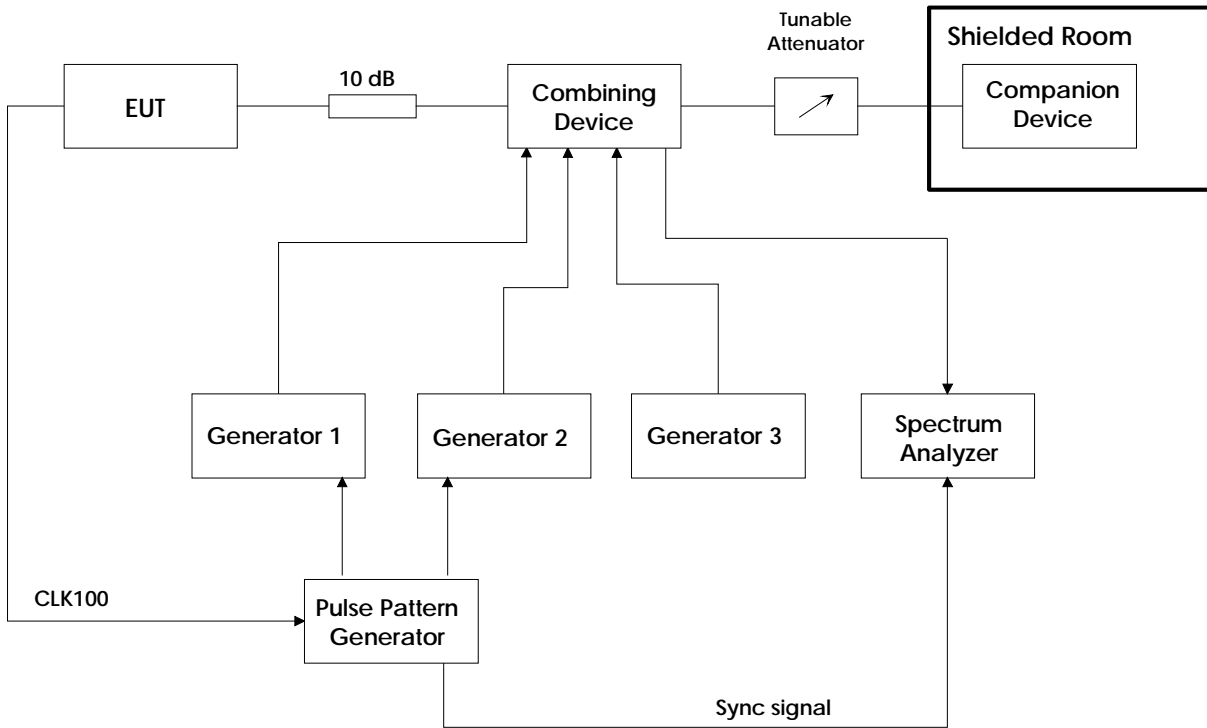 Tunable
Attenuator
Shielded Room
10 dB
EUT
Combining
Device
Companion
Device
Generator 1
Generator 2
Generator 3
Spectrum
Analyzer
CLK100
Pulse Pattern
Generator
Sync signal